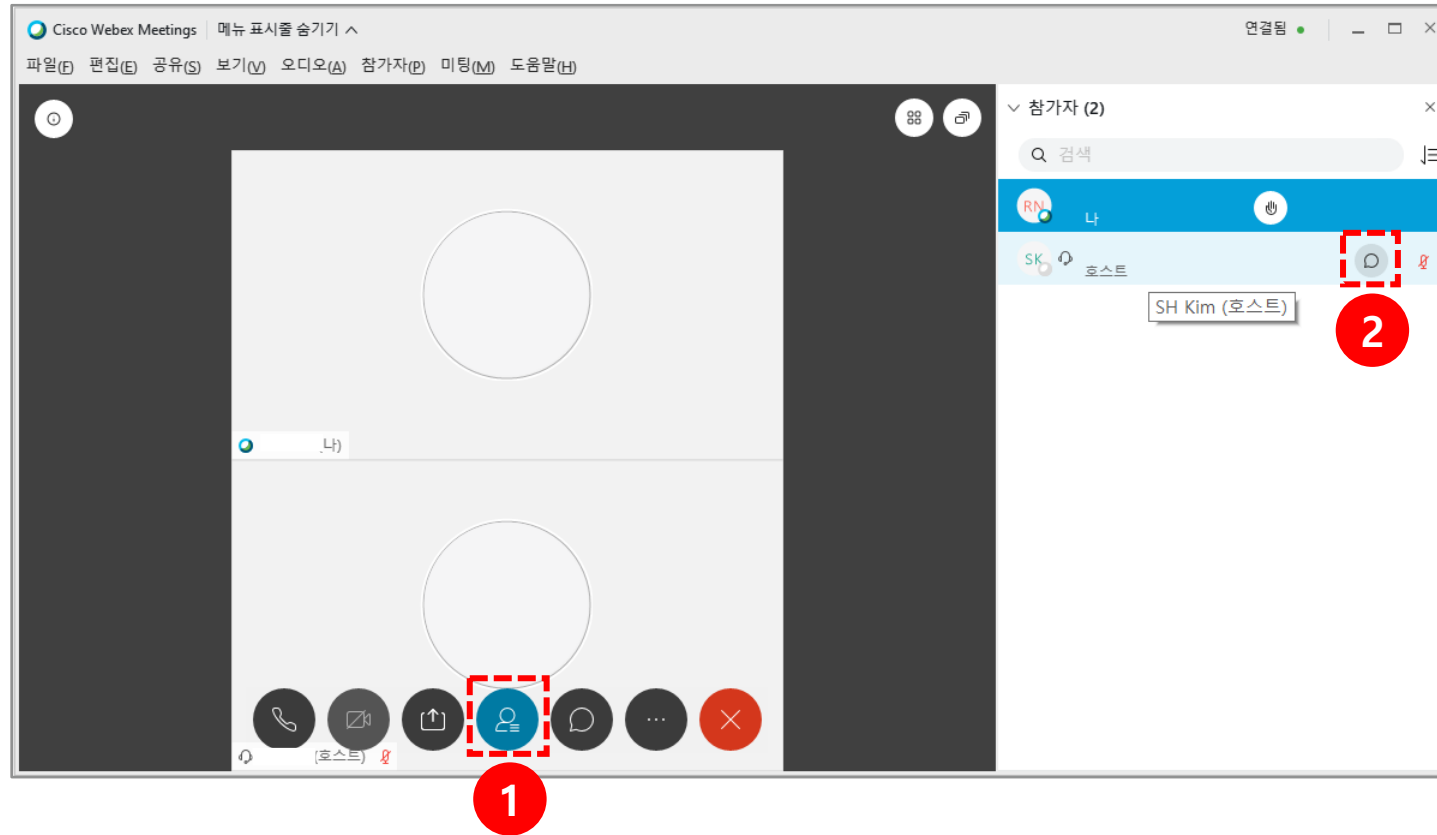 Cisco Webex Meetings 메뉴 표시줄 숨기기 연결됨
파일(F) 편집(E) 공유(S) 보기(V) 오디오(A) 참가자(P) 미팅(M) 도움말(H)
참가자 (2)
검색
RN 나
SK 호스트
SH Kim (호스트)
2
나)
(호스트)
1